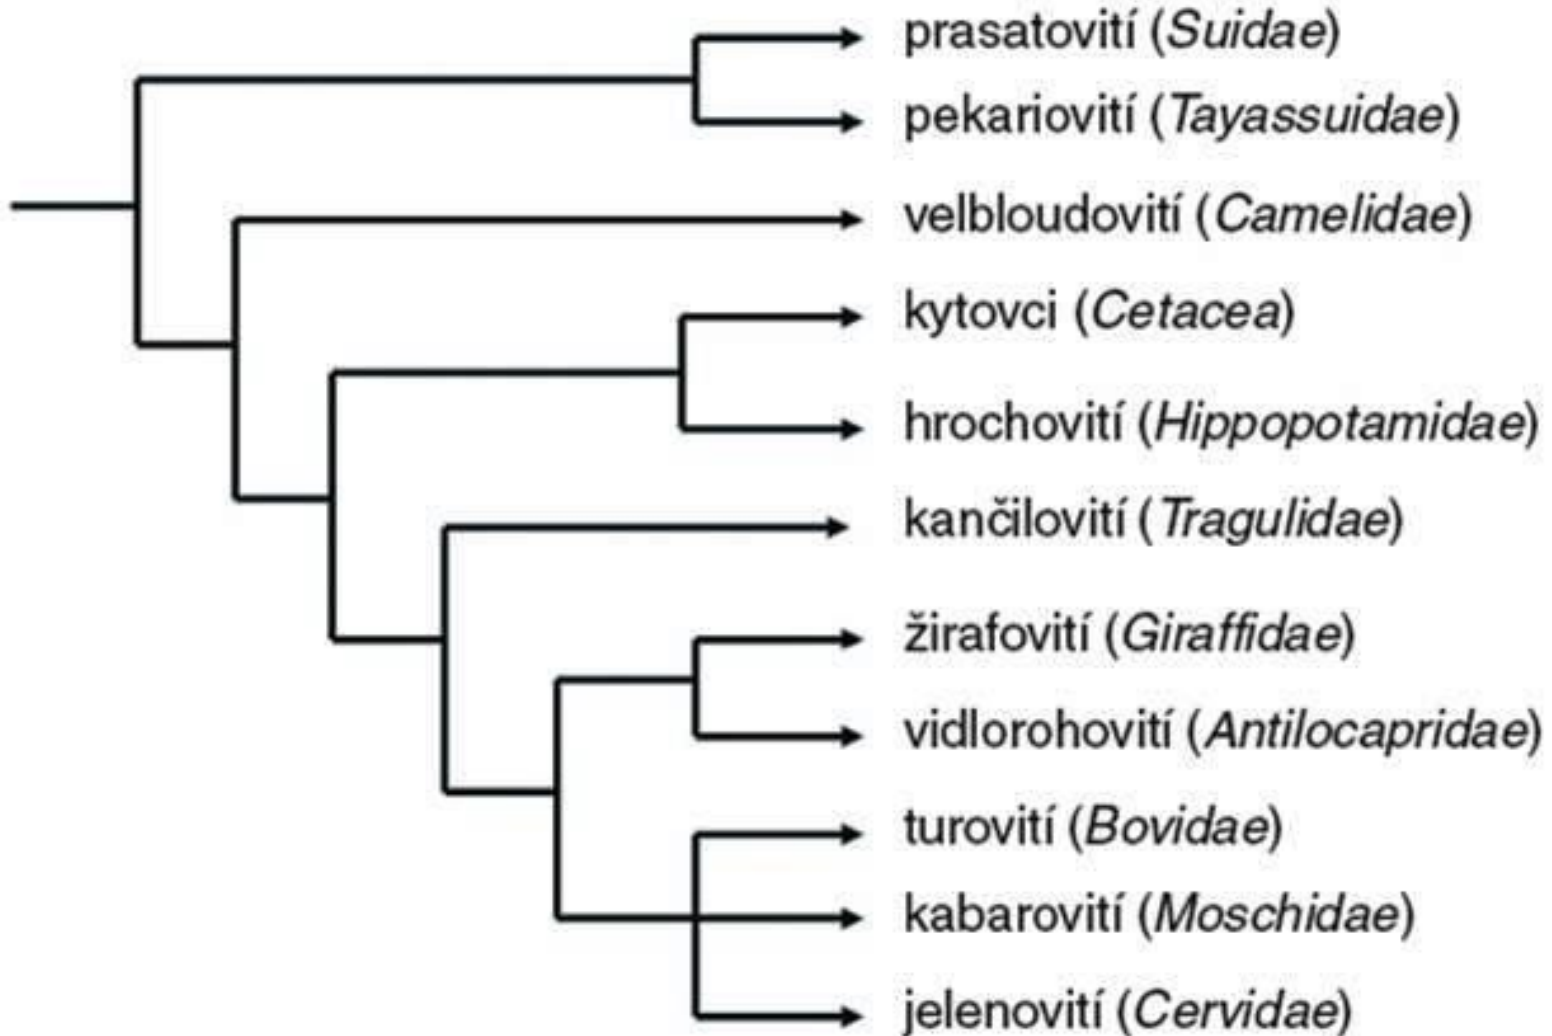 prasatovití (Suidae)
pekariovití (Tayassuidae)
velbloudovití (Camelidae)
kytovci (Cetacea)
hrochovití (Hippopotamidae)
kančilovití (Tragulidae)
žirafovití (Giraffidae)
vidlorohovití (Antilocapridae)
turovití (Bovidae)
kabarovití (Moschidae)
jelenovití (Cervidae)